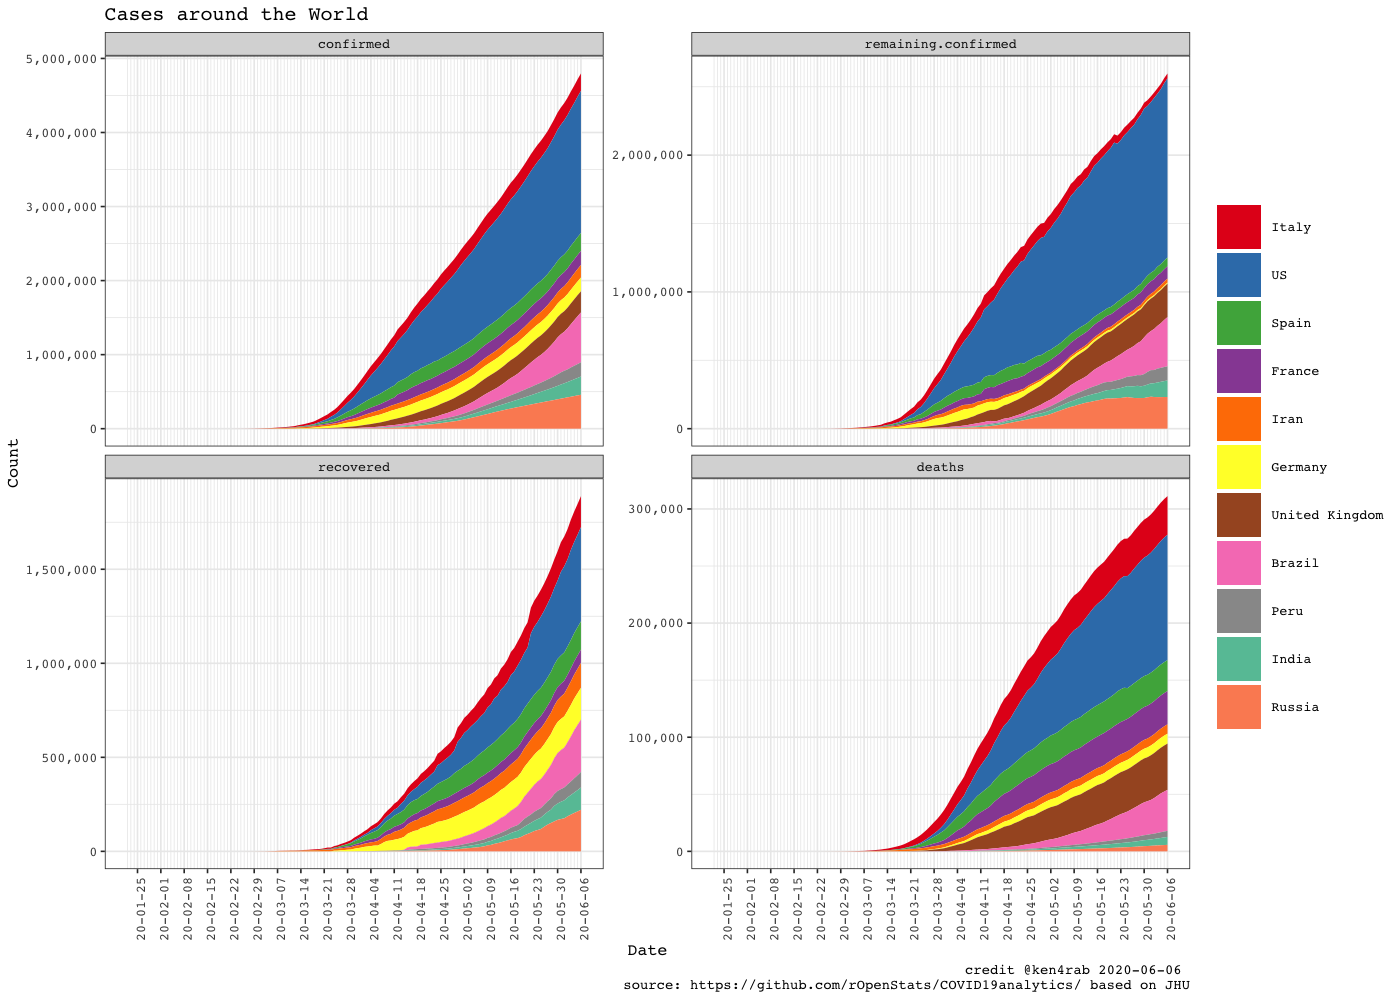 Cases around the World
confirmed
remaining.confirmed
5,000,000
4,000,000
3,000,000
2,000,000
1,000,000
0
2,000,000
1,000,000
0
recovered
deaths
1,500,000
1,000,000
500,000
0
300,000
200,000
100,000
0
Count
20-01-25
20-02-01
20-02-08
20-02-15
20-02-22
20-02-29
20-03-07
20-03-14
20-03-21
20-03-28
20-04-04
20-04-11
20-04-18
20-04-25
20-05-02
20-05-09
20-05-16
20-05-23
20-05-30
20-06-06
20-01-25
20-02-01
20-02-08
20-02-15
20-02-22
20-02-29
20-03-07
20-03-14
20-03-21
20-03-28
20-04-04
20-04-11
20-04-18
20-04-25
20-05-02
20-05-09
20-05-16
20-05-23
20-05-30
20-06-06
Date
Italy
US
Spain
France
Iran
Germany
United Kingdom
Brazil
Peru
India
Russia
credit @ken4rab 2020-06-06
source: https://github.com/rOpenStats/COVID19analytics/ based on JHU